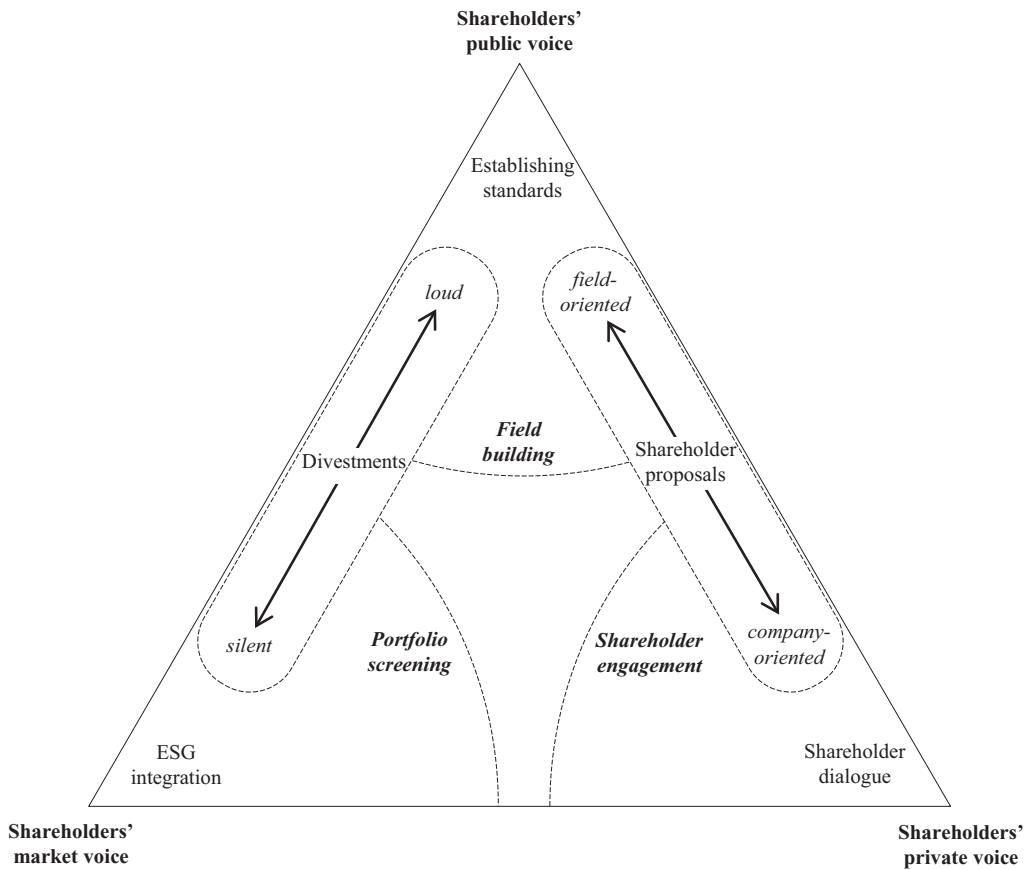 Shareholders'
public voice
Establishing
standards
loud
field-
oriented
Field
building
Divestments
Shareholder
proposals
silent
Portfolio
screening
Shareholder
engagement
company-
oriented
ESG
integration
Shareholder
dialogue
Shareholders'
market voice
Shareholders'
private voice